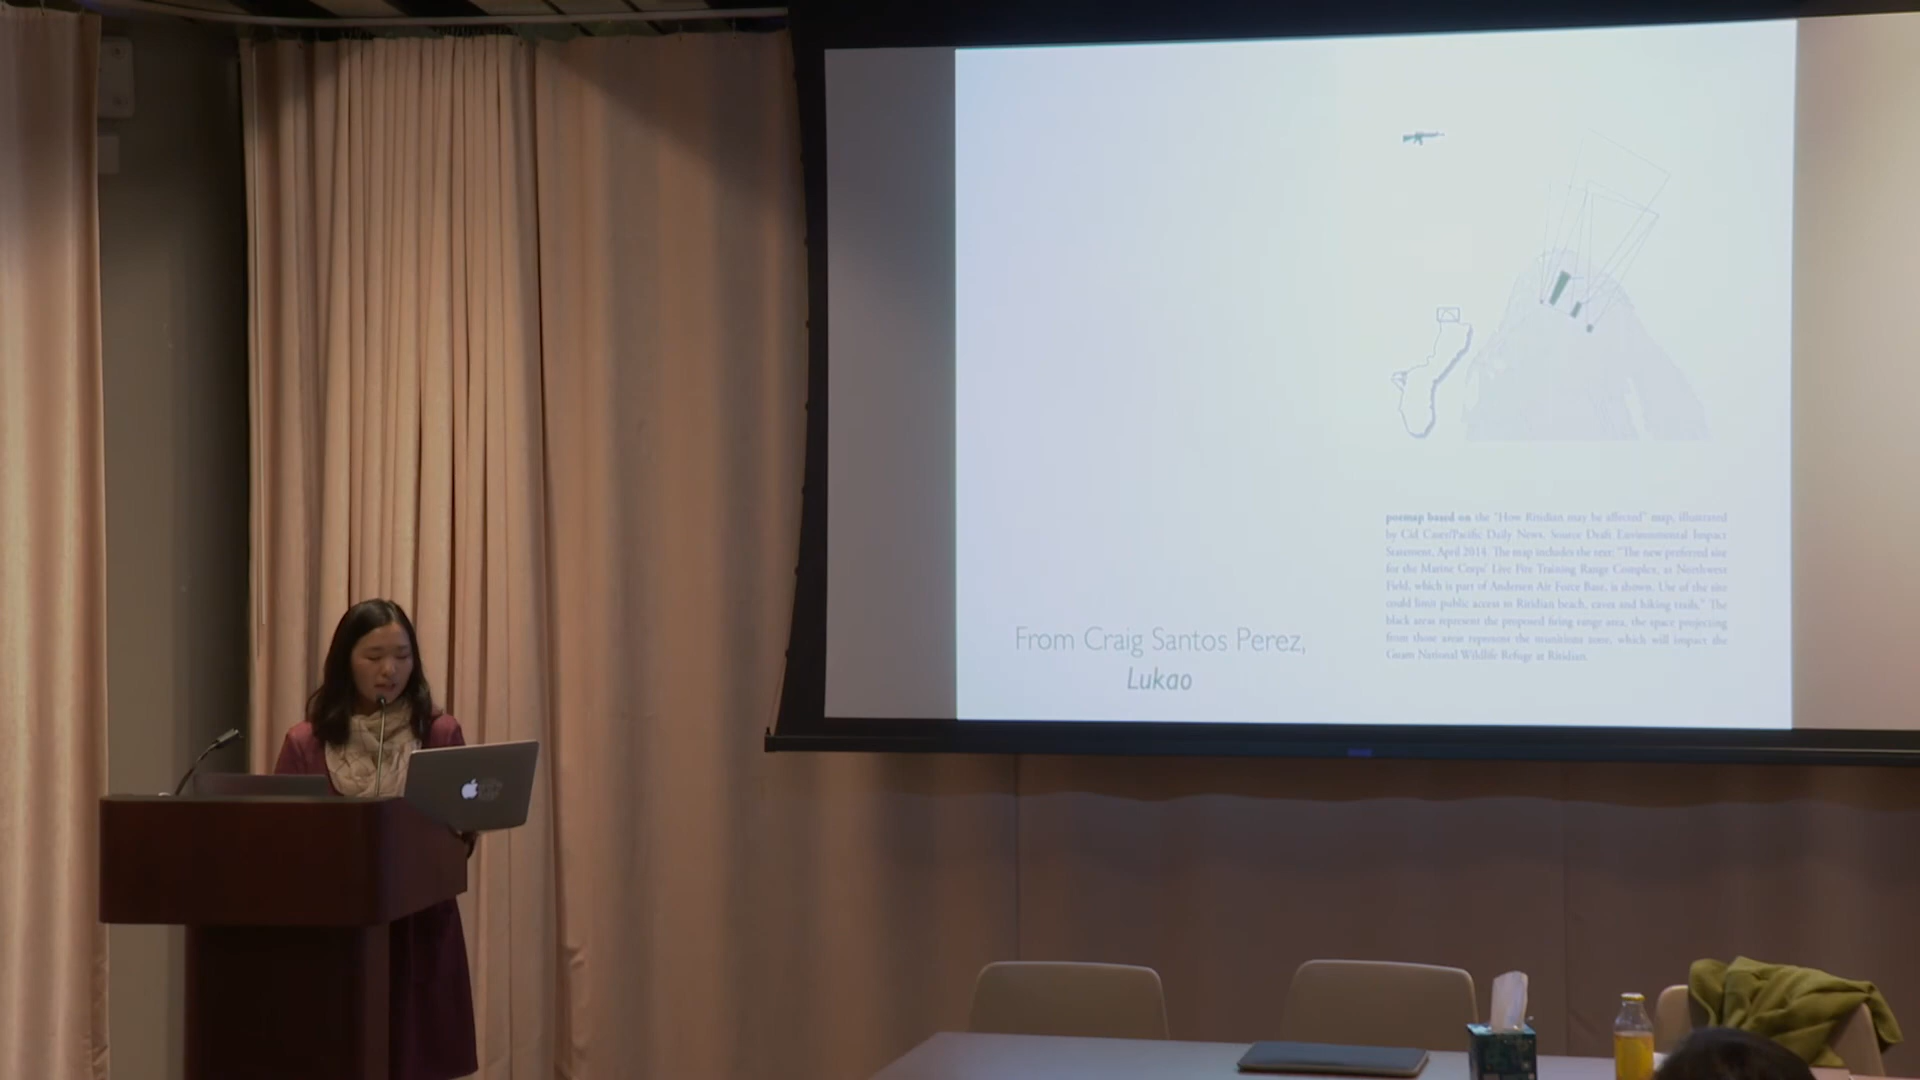 From Craig Santos Perez,
Lukao
poemap based on the "How Ritidian may be affected" map, illustrated
by Cid Caser/Pacific Daily News. Source Draft Environmental Impact
Statement, April 2014. The map includes the text: "The new preferred site
for the Marine Corps' Live Fire Training Range Complex, at Northwest
Field, which is part of Andersen Air Force Base, is shown. Use of the site
could limit public access to Ritidian beach, caves and hiking trails." The
black areas represent the proposed firing range area, the space projecting
from those areas represent the munitions zone, which will impact the
Guam National Wildlife Refuge at Ritidian.